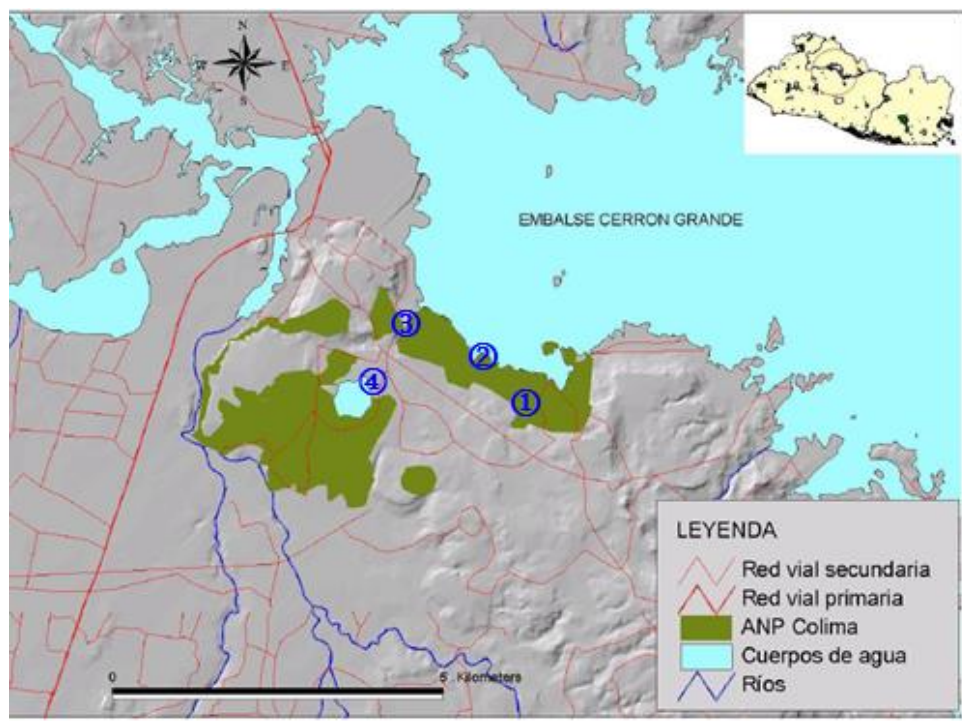 N
W E
S
EMBALSE CERRON GRANDE
③
②
④
①
LEYENDA
Red vial secundaria
Red vial primaria
ANP Colima
Cuerpos de agua
Ríos
0 5 Kilometers